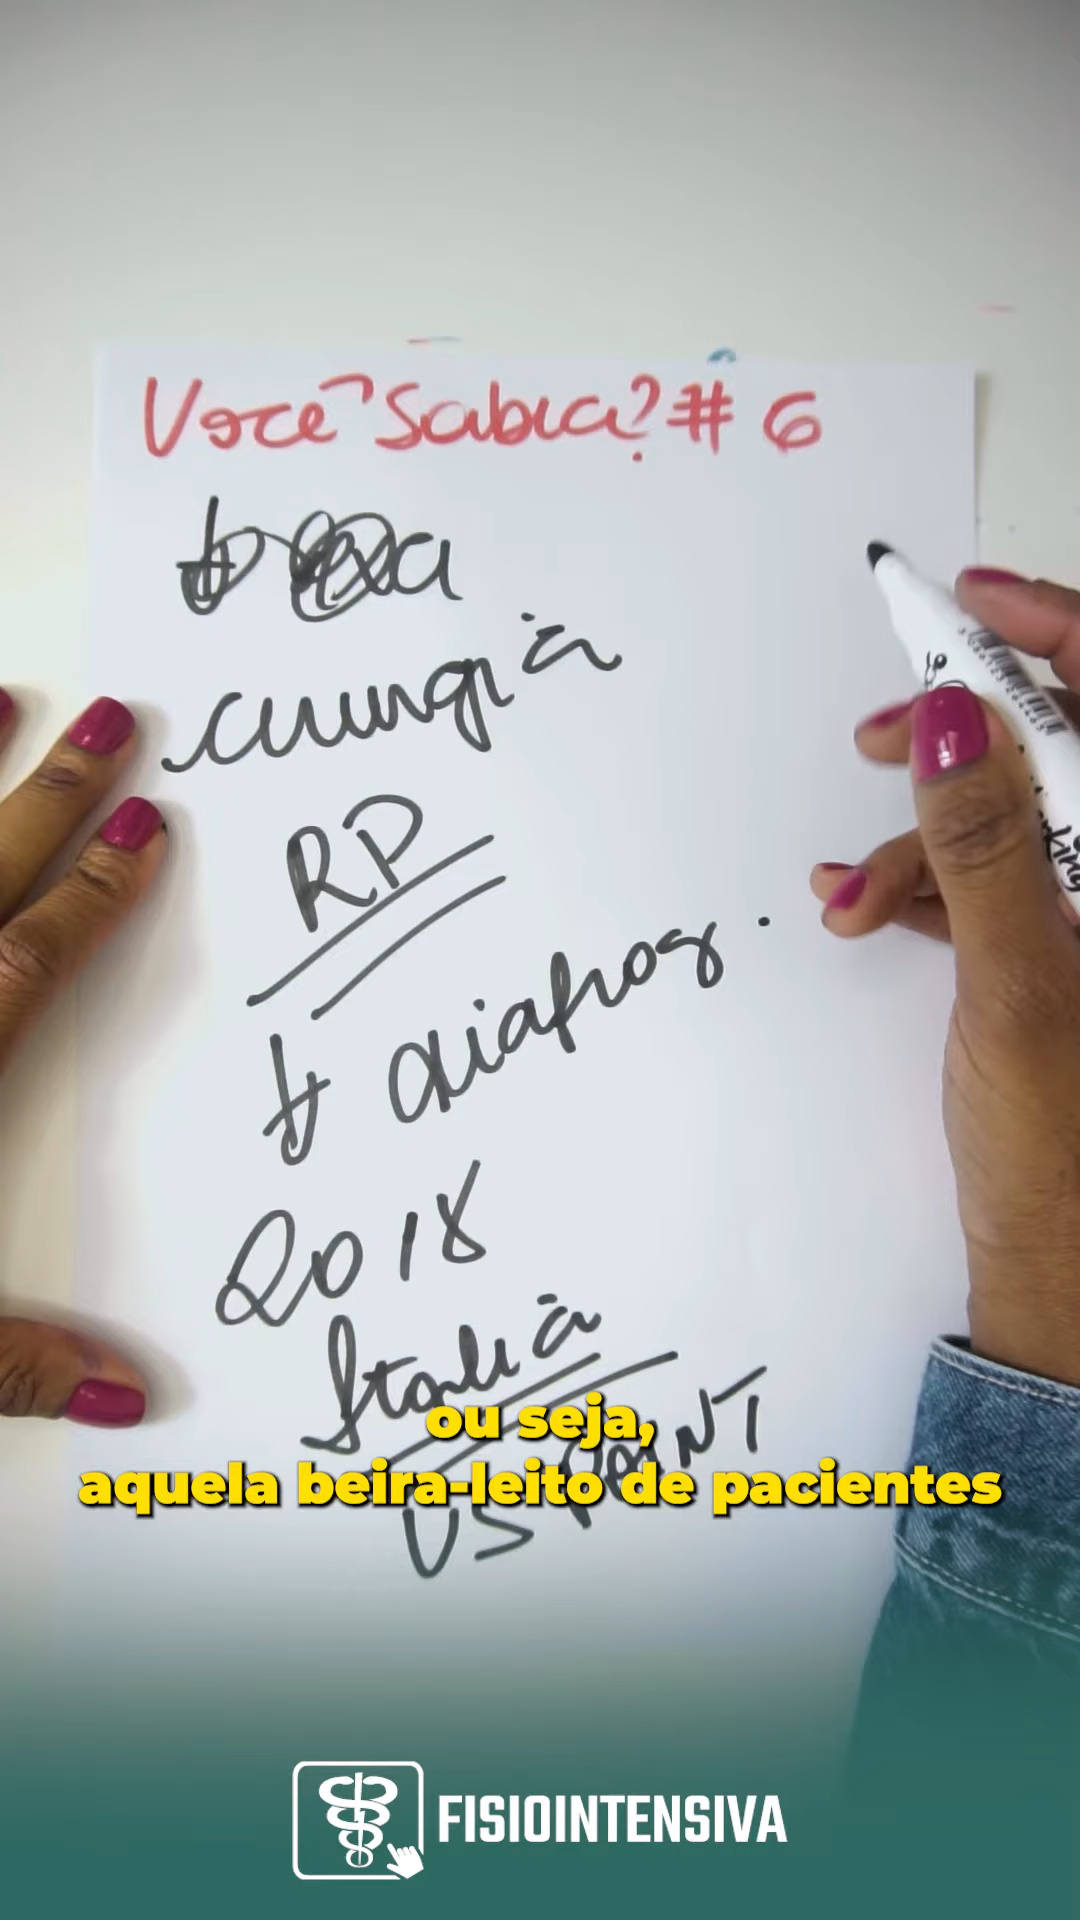 Você Sabia? # 6
cirurgia
RP
diafrag.
2018
Itália
US POINT
ou seja,
aquela beira-leito de pacientes
FISIOINTENSIVA